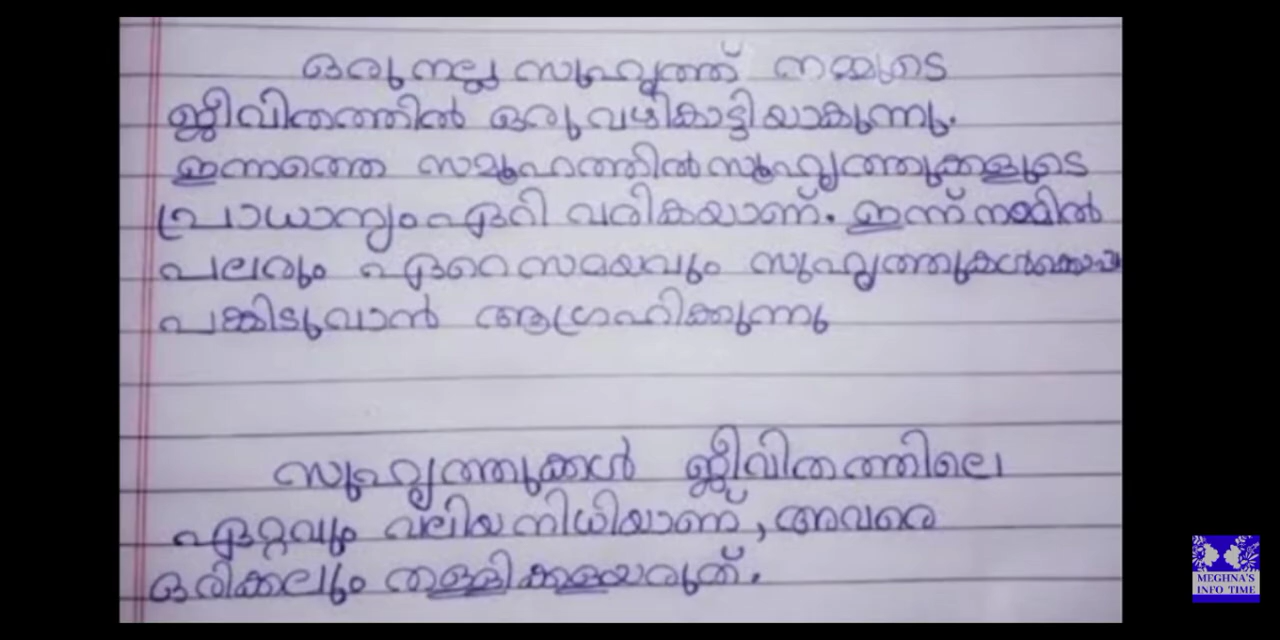 ഒരു നല്ല സുഹൃത്ത് നമ്മുടെ
ജീവിതത്തിൽ ഒരു വഴികാട്ടിയാകുന്നു.
ഇന്നത്തെ സമൂഹത്തിൽ സുഹൃത്തുക്കളുടെ
പ്രാധാന്യം ഏറി വരികയാണ്. ഇന്ന് നമ്മിൽ
പലരും ഏറെ സമയവും
പങ്കിടുവാൻ ആഗ്രഹിക്കുന്നു
സുഹൃത്തുക്കൾ ജീവിതത്തിലെ
ഏറ്റവും വലിയ നിധിയാണ്, അവരെ
ഒരിക്കലും തള്ളിക്കളയരുത്.
MEGHNA'S
INFO TIME